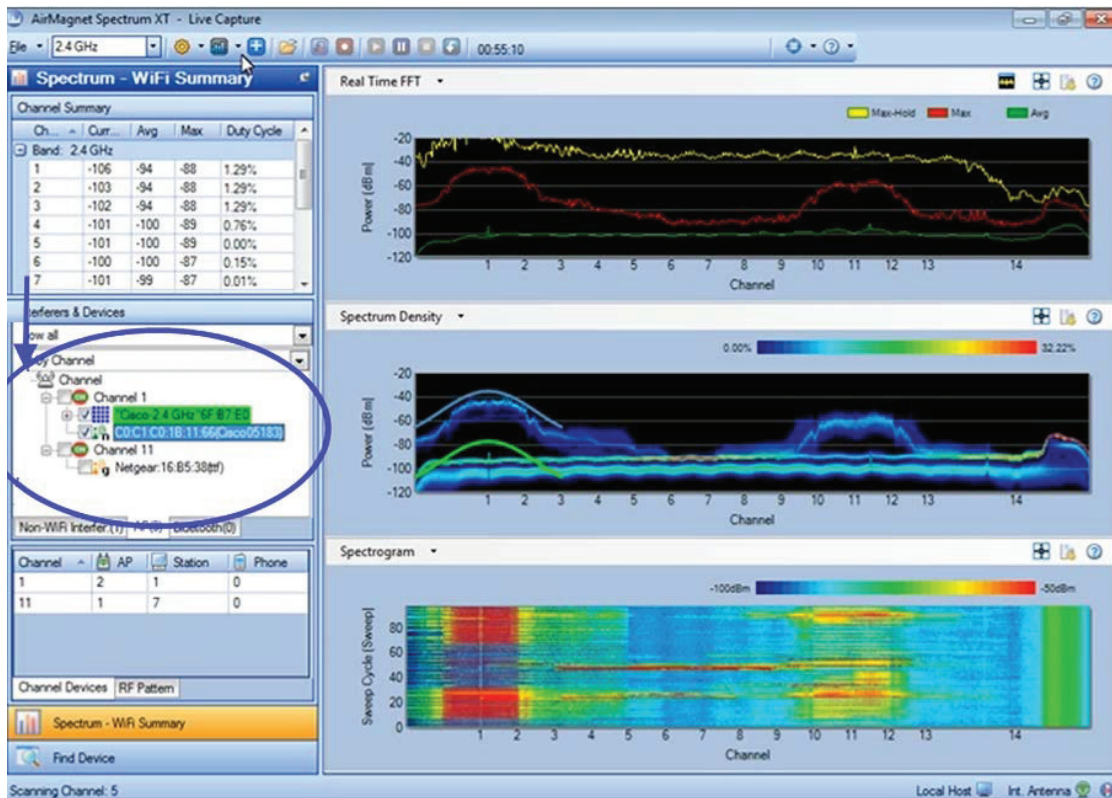 AirMagnet Spectrum XT - Live Capture
File 2.4 GHz 00:55:10
Spectrum - WiFi Summary
Channel Summary
Ch... Curr... Avg Max Duty Cycle
Band: 2.4 GHz
1 -106 -94 -88 1.29%
2 -103 -94 -88 1.29%
3 -102 -94 -88 1.29%
4 -101 -100 -89 0.76%
5 -101 -100 -89 0.00%
6 -100 -100 -87 0.15%
7 -101 -99 -87 0.01%
terferers & Devices
ow all
by Channel
Channel
Channel 1
"Cisco-2.4 GHz"6F:B7:E0
C0:C1:C0:1B:11:66(Cisco05183)
Channel 11
Netgear:16:B5:38(ttf)
Non-WiFi Interfer.(1) AP(3) Bluetooth(0)
Channel AP Station Phone
1 2 1 0
11 1 7 0
Channel Devices RF Pattern
Spectrum - WiFi Summary
Find Device
Scanning Channel: 5
Real Time FFT
Max-Hold Max Avg
Power [dBm]
-20
-40
-60
-80
-100
-120
1 2 3 4 5 6 7 8 9 10 11 12 13 14
Channel
Spectrum Density
0.00% 32.22%
Power [dBm]
-20
-40
-60
-80
-100
-120
1 2 3 4 5 6 7 8 9 10 11 12 13 14
Channel
Spectrogram
-100dBm -50dBm
Sweep Cycle [Sweep]
80
60
40
20
0
1 2 3 4 5 6 7 8 9 10 11 12 13 14
Channel
Local Host Int. Antenna